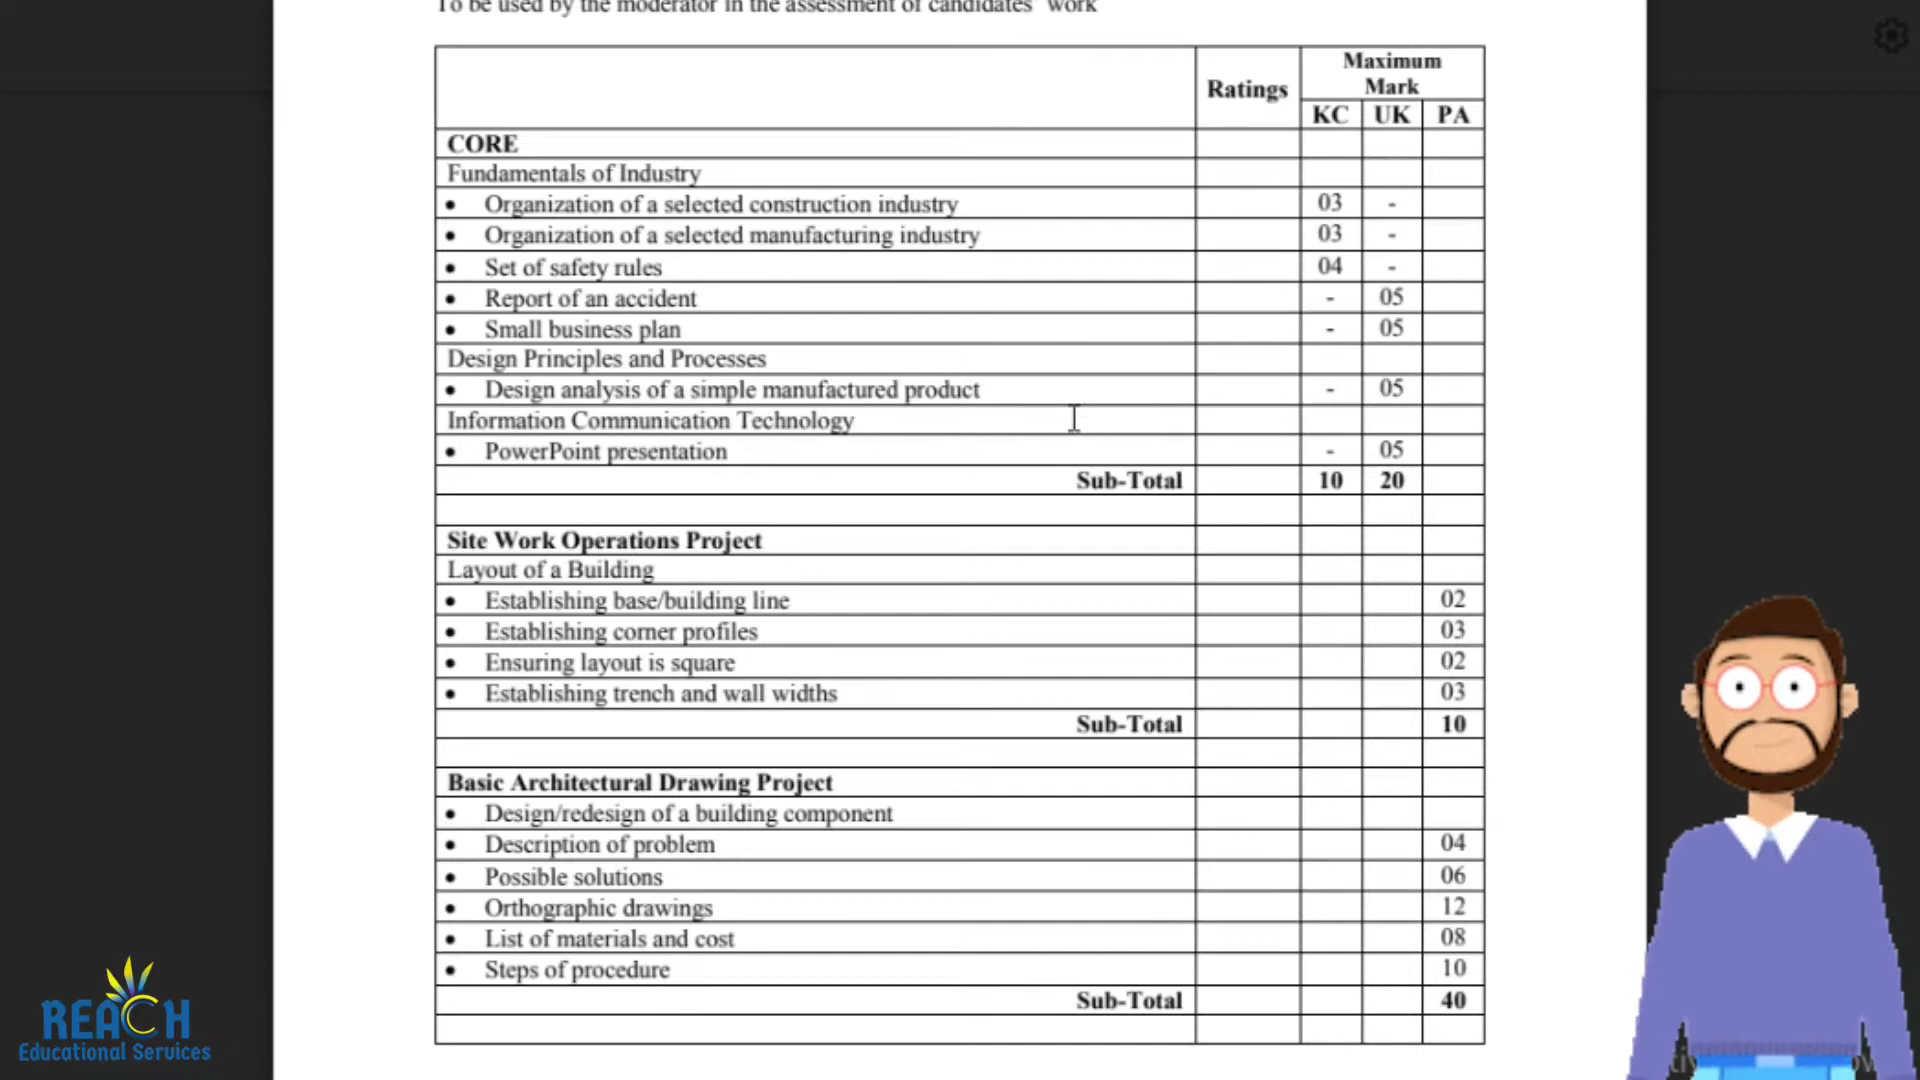 To be used by the moderator in the assessment of candidates' work
Ratings
Maximum
Mark
KC UK PA
CORE
Fundamentals of Industry
• Organization of a selected construction industry 03 -
• Organization of a selected manufacturing industry 03 -
• Set of safety rules 04 -
• Report of an accident - 05
• Small business plan - 05
Design Principles and Processes
• Design analysis of a simple manufactured product - 05
Information Communication Technology
• PowerPoint presentation - 05
Sub-Total 10 20
Site Work Operations Project
Layout of a Building
• Establishing base/building line 02
• Establishing corner profiles 03
• Ensuring layout is square 02
• Establishing trench and wall widths 03
Sub-Total 10
Basic Architectural Drawing Project
• Design/redesign of a building component
• Description of problem 04
• Possible solutions 06
• Orthographic drawings 12
• List of materials and cost 08
• Steps of procedure 10
Sub-Total 40
REACH
Educational Services